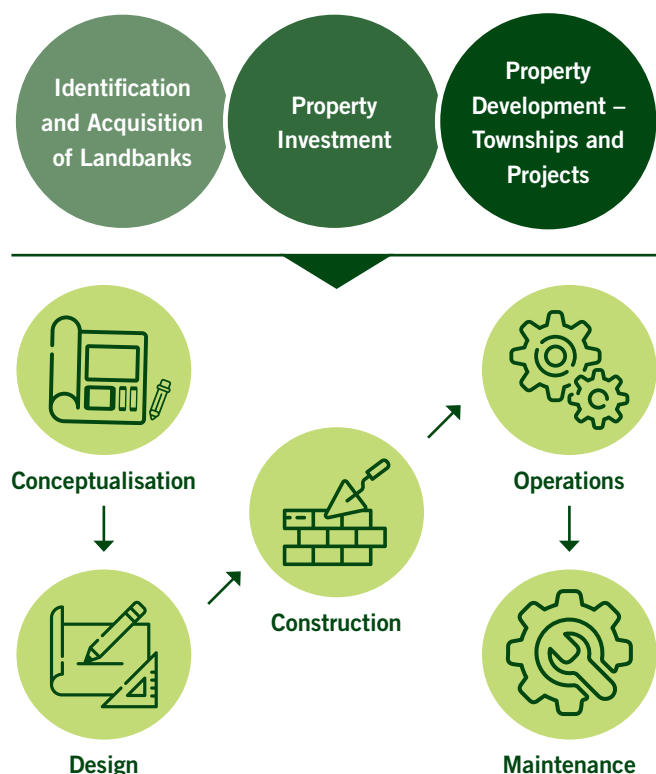 Identification
and Acquisition
of Landbanks
Property
Investment
Property
Development –
Townships and
Projects
Conceptualisation
Operations
Construction
Design
Maintenance